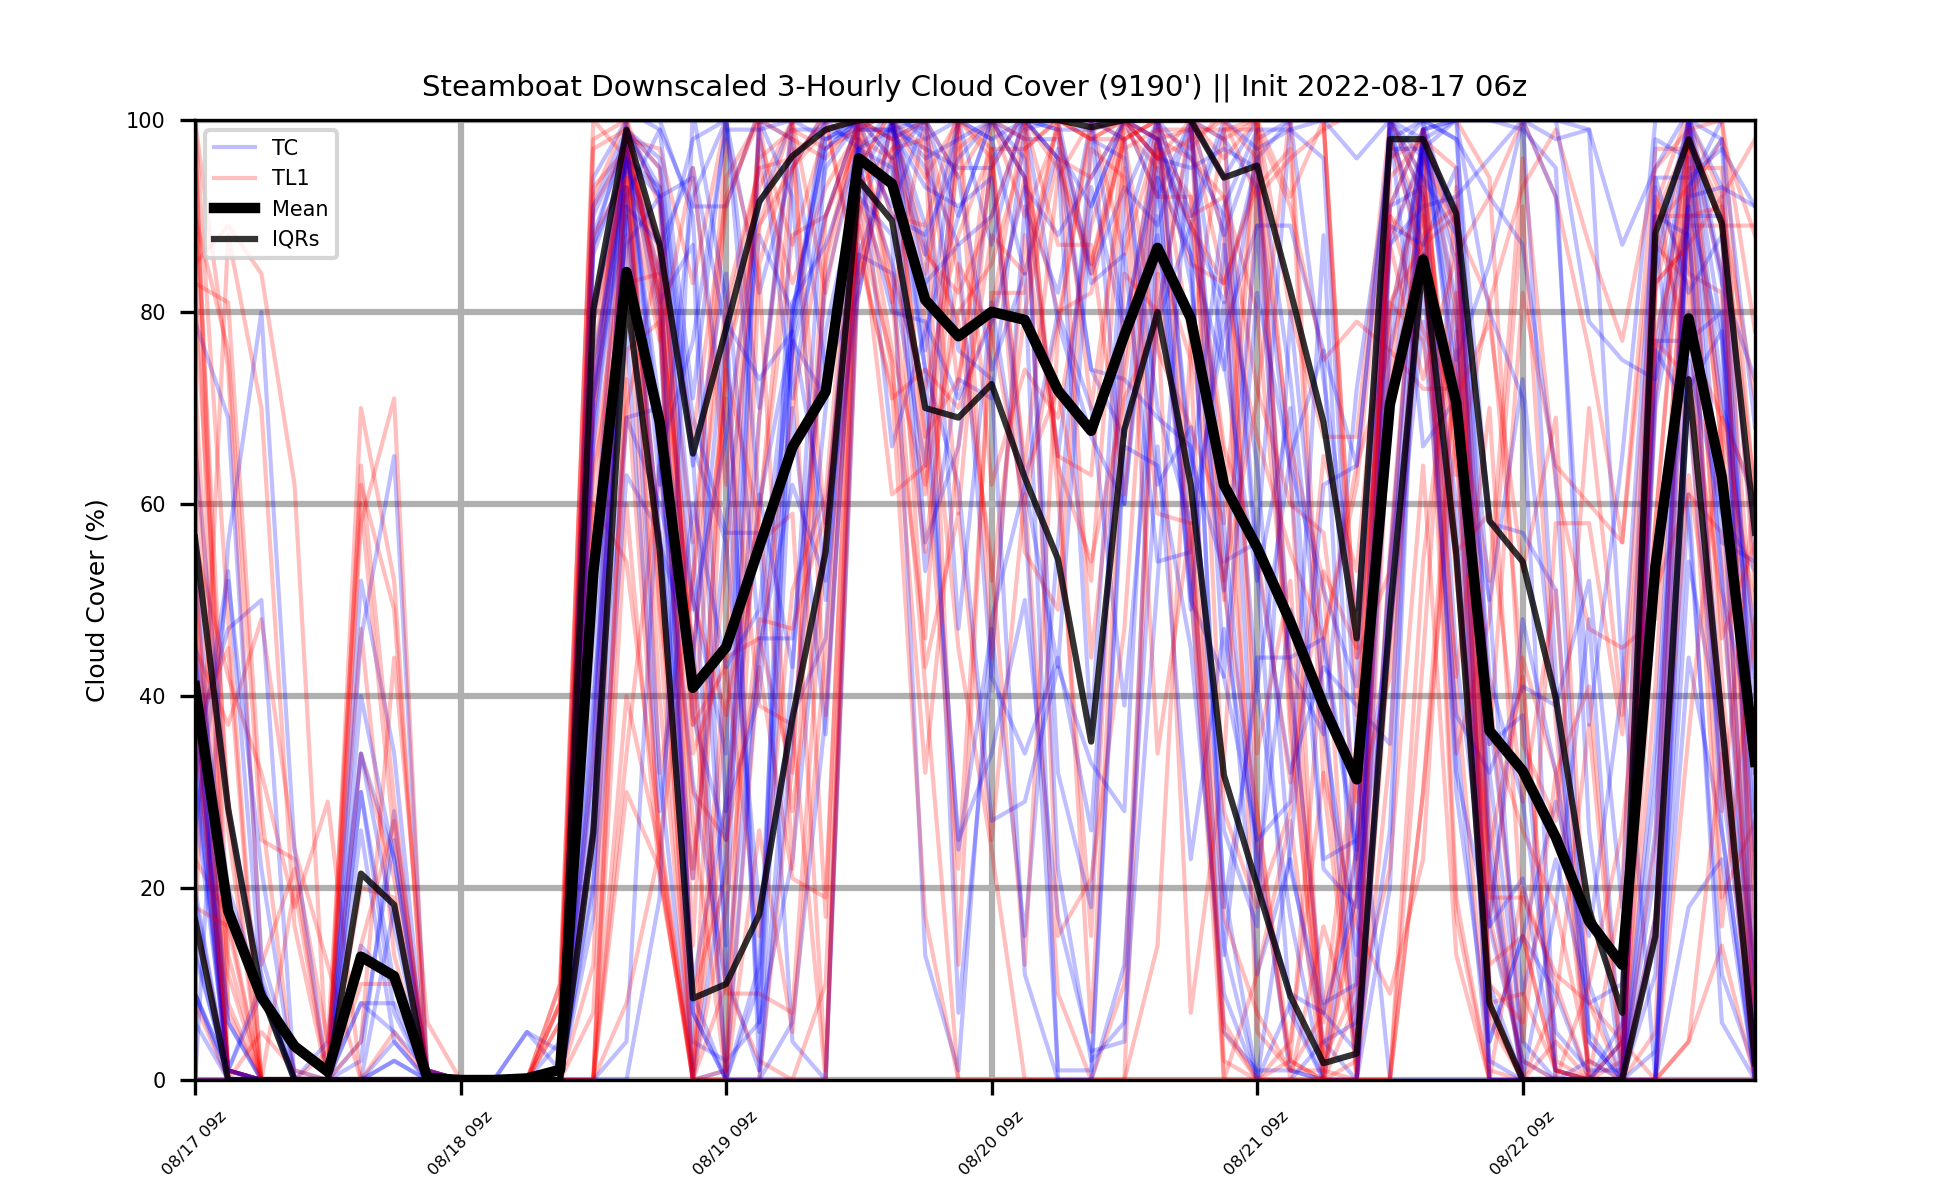 Steamboat Downscaled 3-Hourly Cloud Cover (9190') || Init 2022-08-17 06z
Cloud Cover (%)
100
80
60
40
20
0
TC
TL1
Mean
IQRs
08/17 09z
08/18 09z
08/19 09z
08/20 09z
08/21 09z
08/22 09z